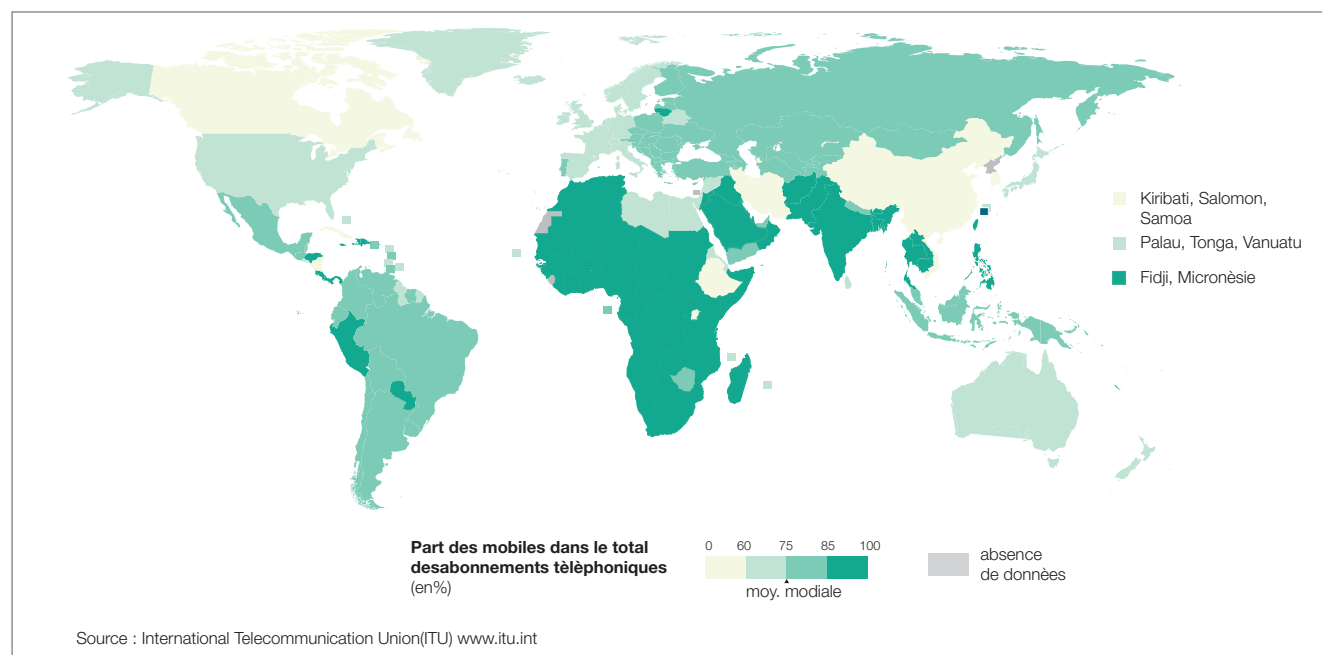 Kiribati, Salomon,
Samoa
Palau, Tonga, Vanuatu
Fidji, Micronèsie
Part des mobiles dans le total
desabonnements tèlèphoniques
(en%)
0 60 75 85 100
moy. modiale
absence
de donnèes
Source : International Telecommunication Union(ITU) www.itu.int